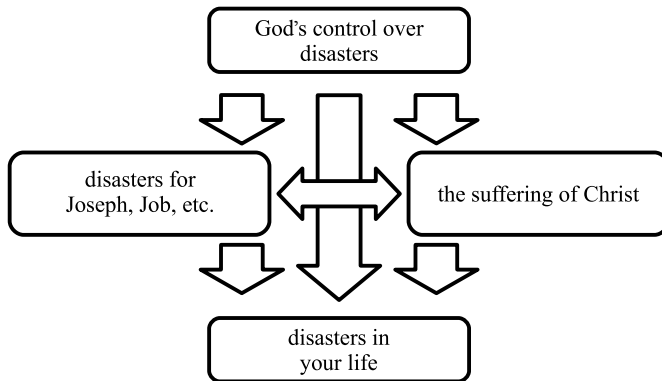 God’s control over
disasters
disasters for
Joseph, Job, etc.
the suffering of Christ
disasters in
your life